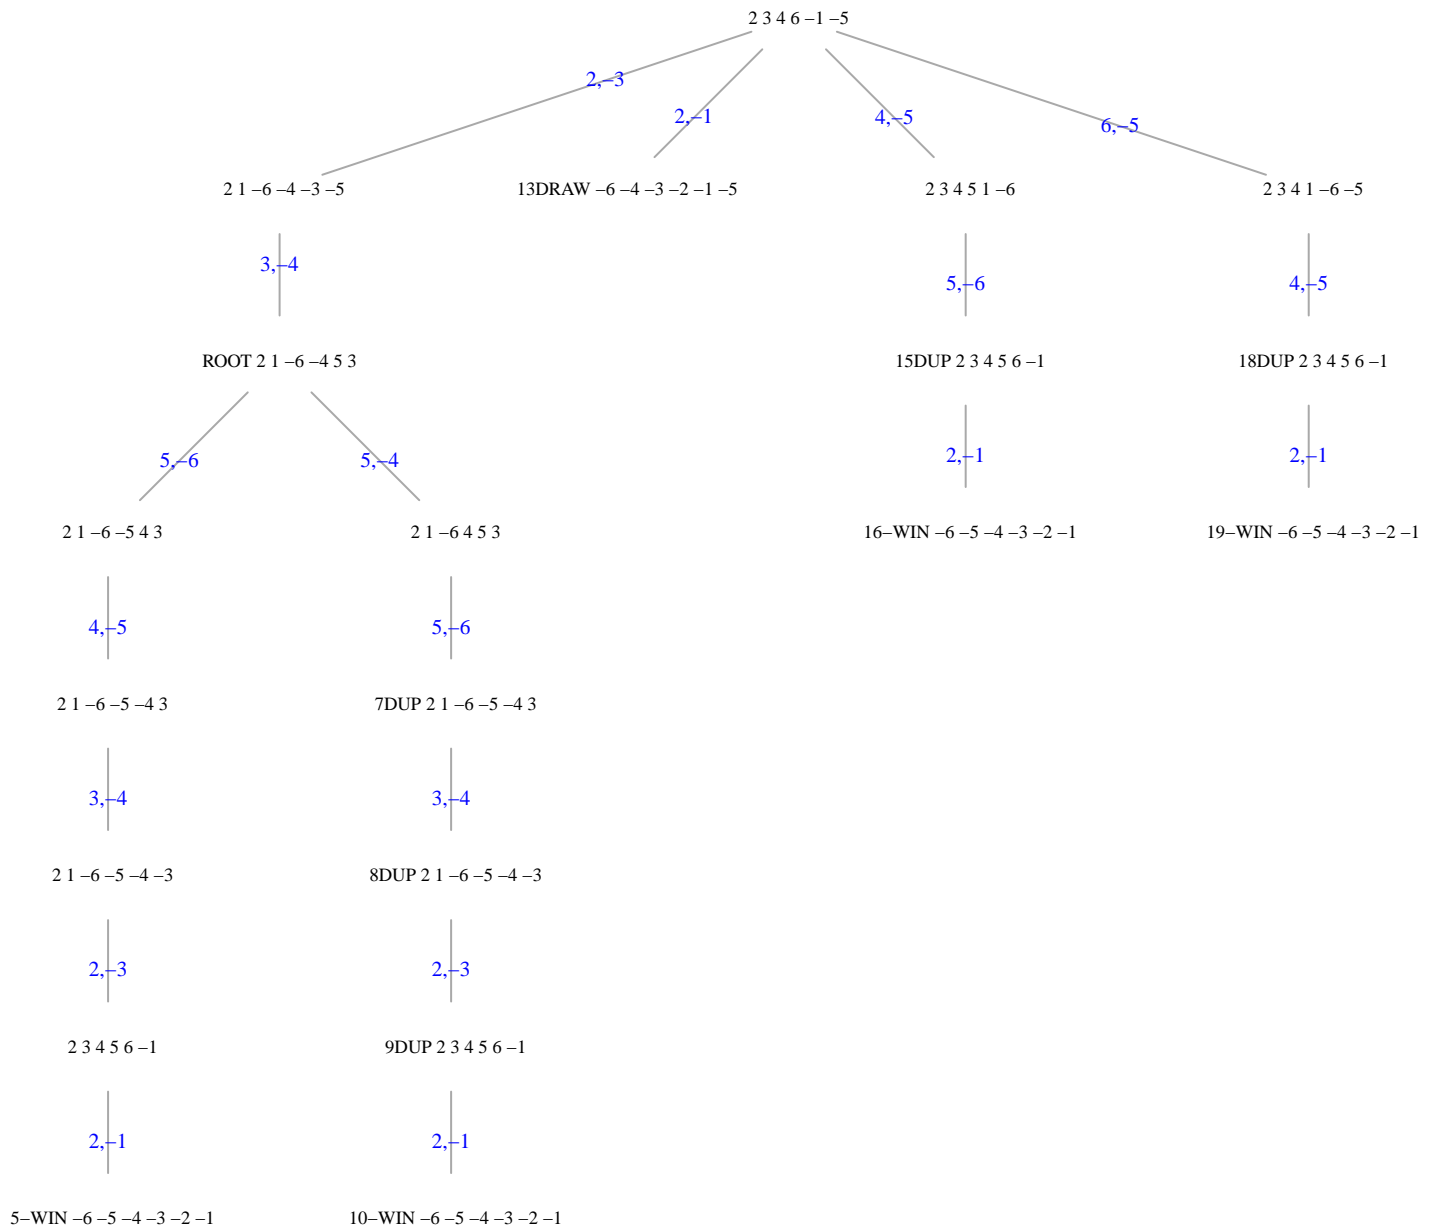 2 3 4 6 –1 –5
2,–3
2,–1
4,–5
6,–5
2 1 –6 –4 –3 –5
13DRAW –6 –4 –3 –2 –1 –5
2 3 4 5 1 –6
2 3 4 1 –6 –5
3,–4
5,–6
4,–5
ROOT 2 1 –6 –4 5 3
15DUP 2 3 4 5 6 –1
18DUP 2 3 4 5 6 –1
5,–6
5,–4
2,–1
2,–1
2 1 –6 –5 4 3
2 1 –6 4 5 3
16–WIN –6 –5 –4 –3 –2 –1
19–WIN –6 –5 –4 –3 –2 –1
4,–5
5,–6
2 1 –6 –5 –4 3
7DUP 2 1 –6 –5 –4 3
3,–4
3,–4
2 1 –6 –5 –4 –3
8DUP 2 1 –6 –5 –4 –3
2,–3
2,–3
2 3 4 5 6 –1
9DUP 2 3 4 5 6 –1
2,–1
2,–1
5–WIN –6 –5 –4 –3 –2 –1
10–WIN –6 –5 –4 –3 –2 –1